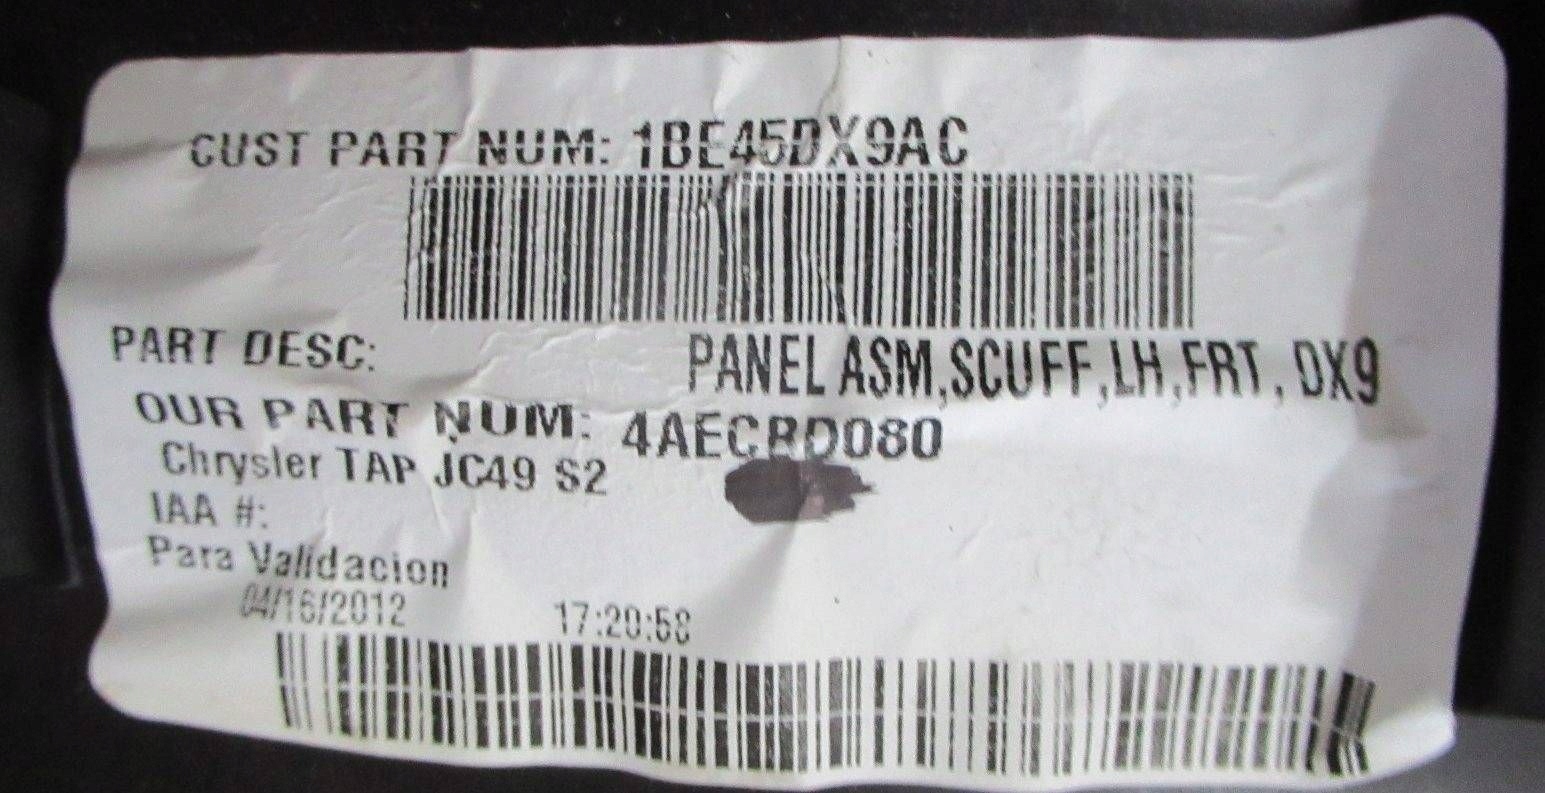 CUST PART NUM: 1BE45DX9AC
PART DESC: PANEL ASM,SCUFF,LH,FRT, DX9
OUR PART NUM: 4AECRD080
Chrysler TAP JC49 S2
IAA #:
Para Validacion
04/16/2012 17:20:58